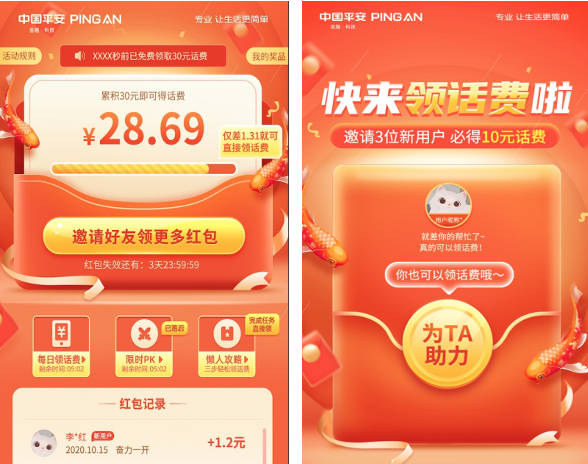 中国平安 PING AN
金融·科技
专业 让生活更简单
活动规则
XXXX秒前已免费领取30元话费
我的奖品
累积30元即可得话费
¥28.69
仅差1.31就可
直接领话费
邀请好友领更多红包
红包失效还有：3天23:59:59
每日领话费
剩余时间:05:02
限时PK
已落后
剩余时间:05:02
完成任务
直接领
懒人攻略
三步轻松领话费
红包记录
李*红 新用户
2020.10.15 奋力一开
+1.2元
中国平安 PING AN
金融·科技
专业 让生活更简单
快来领话费啦
邀请3位新用户 必得10元话费
用户昵称*
就差你的帮忙了~
真的可以领话费!
你也可以领话费哦~
为TA
助力